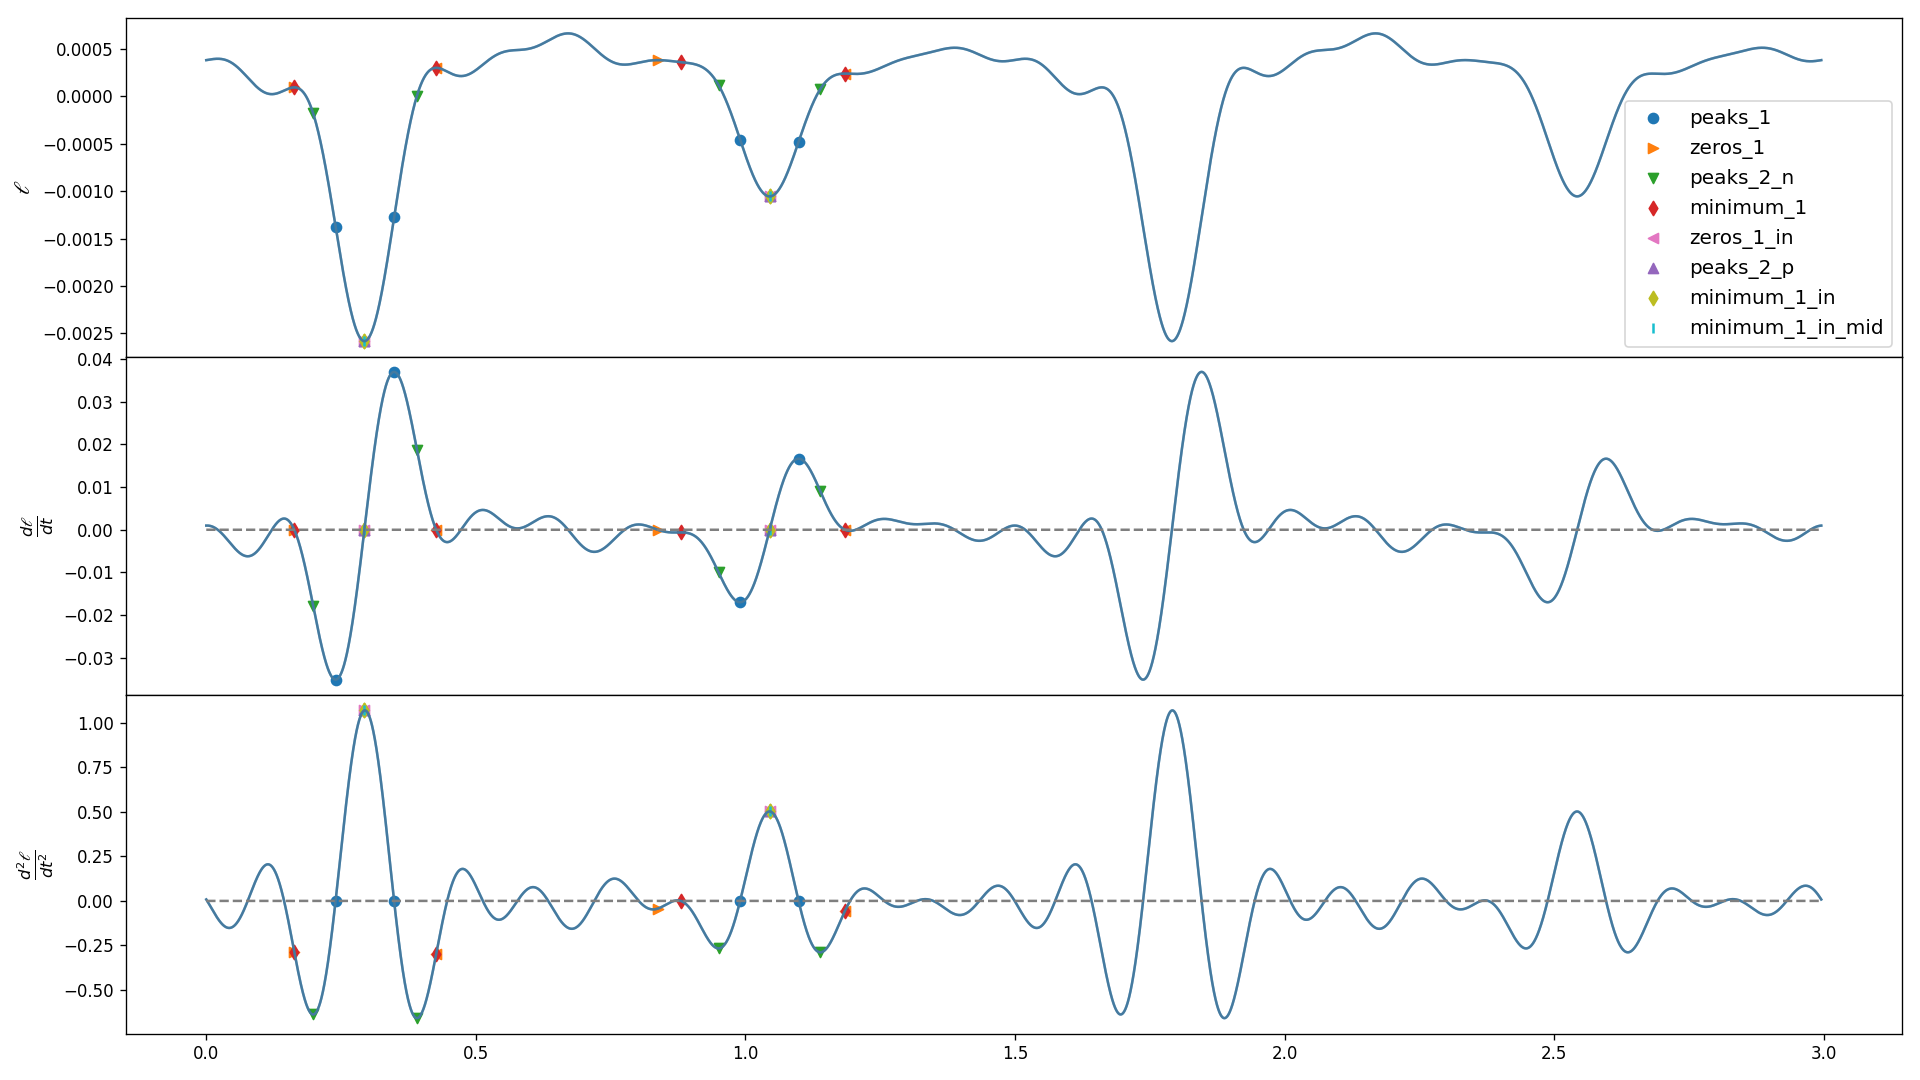 0.0005
0.0000
−0.0005
−0.0010
−0.0015
−0.0020
−0.0025
ℓ
peaks_1
zeros_1
peaks_2_n
minimum_1
zeros_1_in
peaks_2_p
minimum_1_in
minimum_1_in_mid
0.04
0.03
0.02
0.01
0.00
−0.01
−0.02
−0.03
dℓ
dt
1.00
0.75
0.50
0.25
0.00
−0.25
−0.50
d²ℓ
dt²
0.0 0.5 1.0 1.5 2.0 2.5 3.0